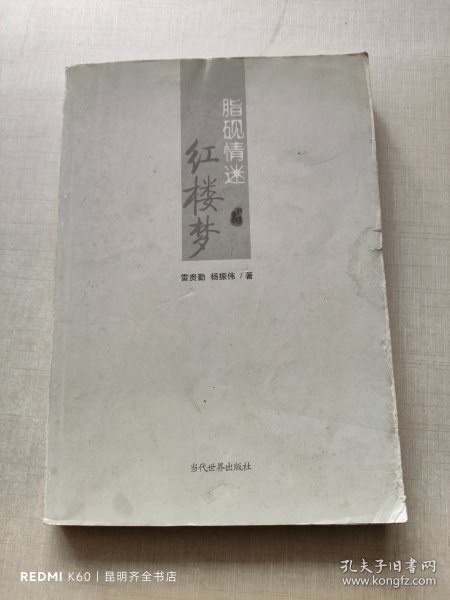 脂砚情迷
红楼梦
雷贵勤 杨振伟/著
当代世界出版社
REDMI K60 | 昆明齐全书店
孔夫子旧书网
www.kongfz.com